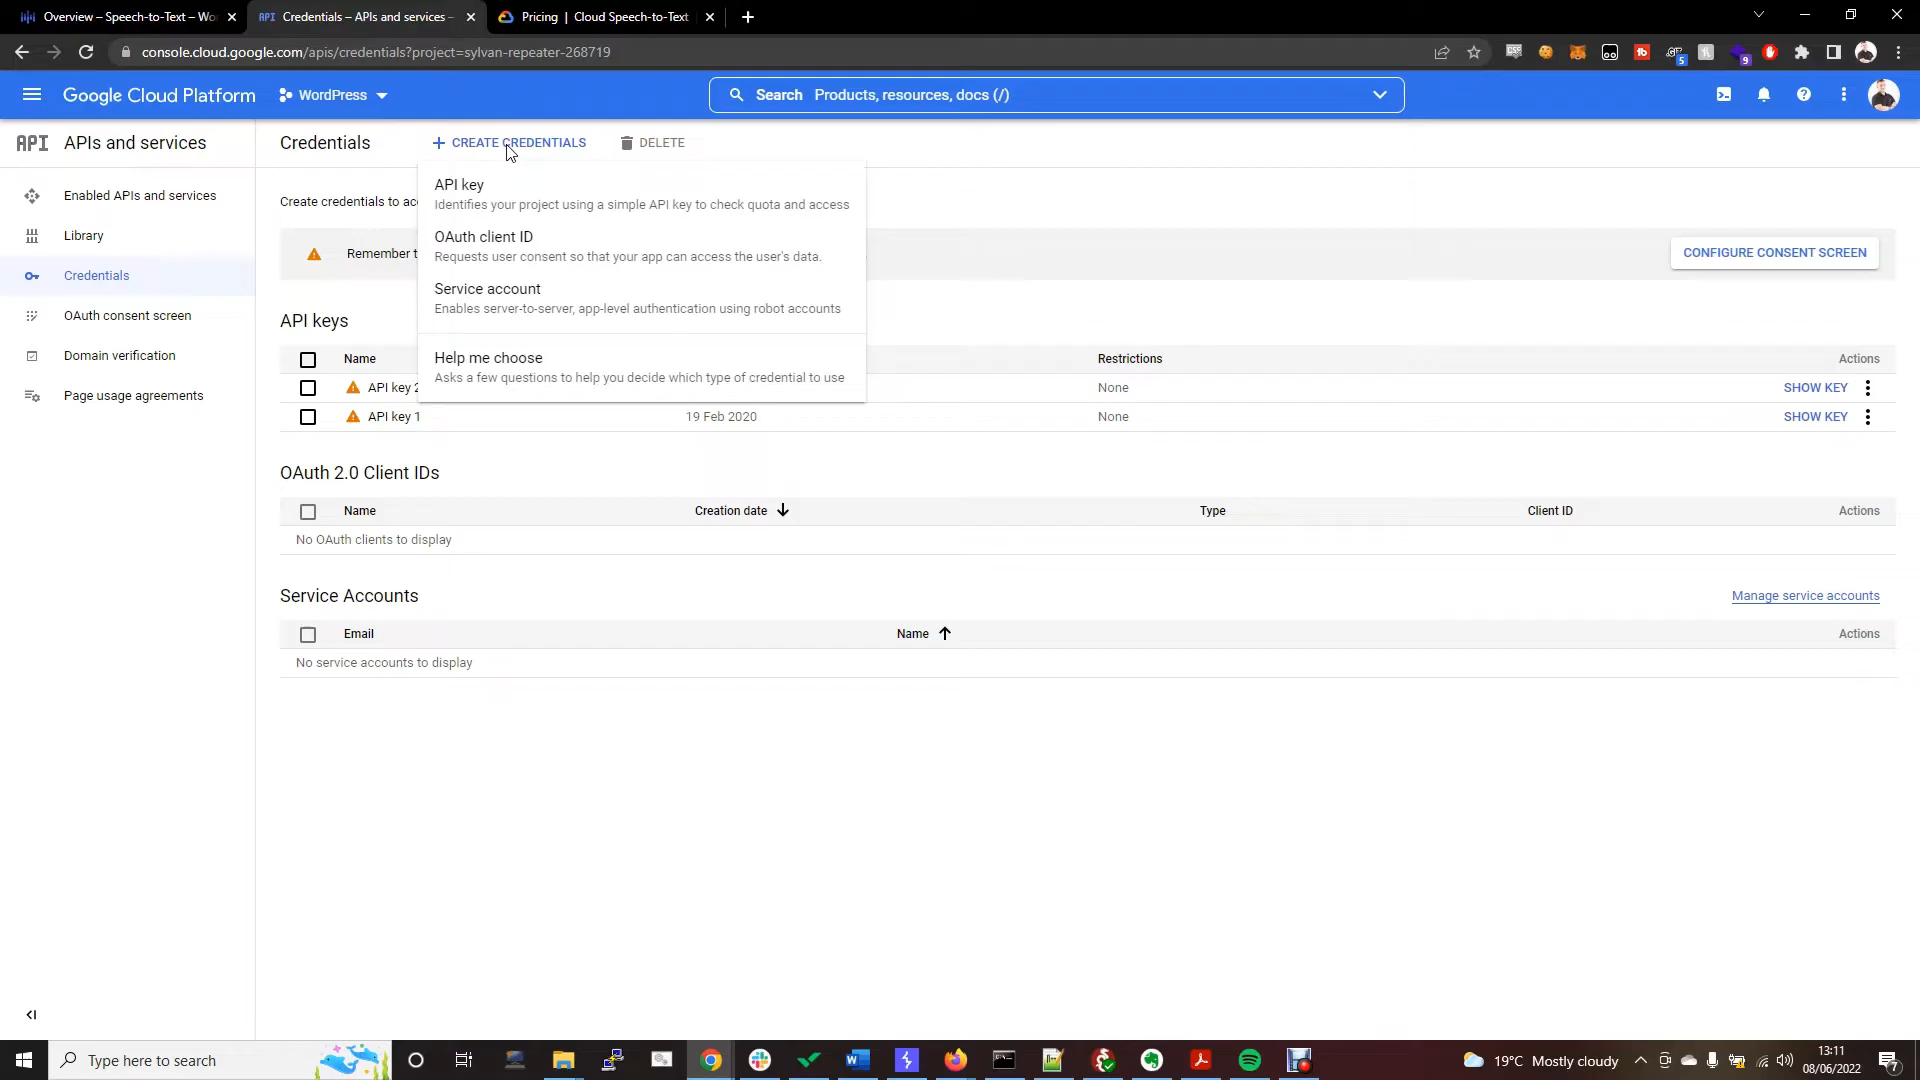 Overview – Speech-to-Text – Wo
API Credentials – APIs and services –
Pricing | Cloud Speech-to-Text
console.cloud.google.com/apis/credentials?project=sylvan-repeater-268719
5
9
Google Cloud Platform
WordPress
Search Products, resources, docs (/)
API APIs and services
Credentials
CREATE CREDENTIALS
DELETE
Enabled APIs and services
Library
Credentials
OAuth consent screen
Domain verification
Page usage agreements
Create credentials to acc
Remember t
CONFIGURE CONSENT SCREEN
API key
Identifies your project using a simple API key to check quota and access
OAuth client ID
Requests user consent so that your app can access the user's data.
Service account
Enables server-to-server, app-level authentication using robot accounts
Help me choose
Asks a few questions to help you decide which type of credential to use
API keys
Name Restrictions Actions
API key 2 None SHOW KEY
API key 1 19 Feb 2020 None SHOW KEY
OAuth 2.0 Client IDs
Name Creation date Type Client ID Actions
No OAuth clients to display
Service Accounts
Manage service accounts
Email Name Actions
No service accounts to display
Type here to search
19°C Mostly cloudy
13:11
08/06/2022
7